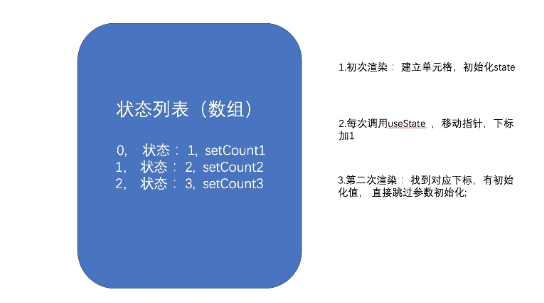 状态列表（数组）
0， 状态：1, setCount1
1， 状态：2, setCount2
2， 状态：3, setCount3
1.初次渲染： 建立单元格，初始化state
2.每次调用useState ，移动指针，下标
加1
3.第二次渲染：找到对应下标，有初始
化值， 直接跳过参数初始化;